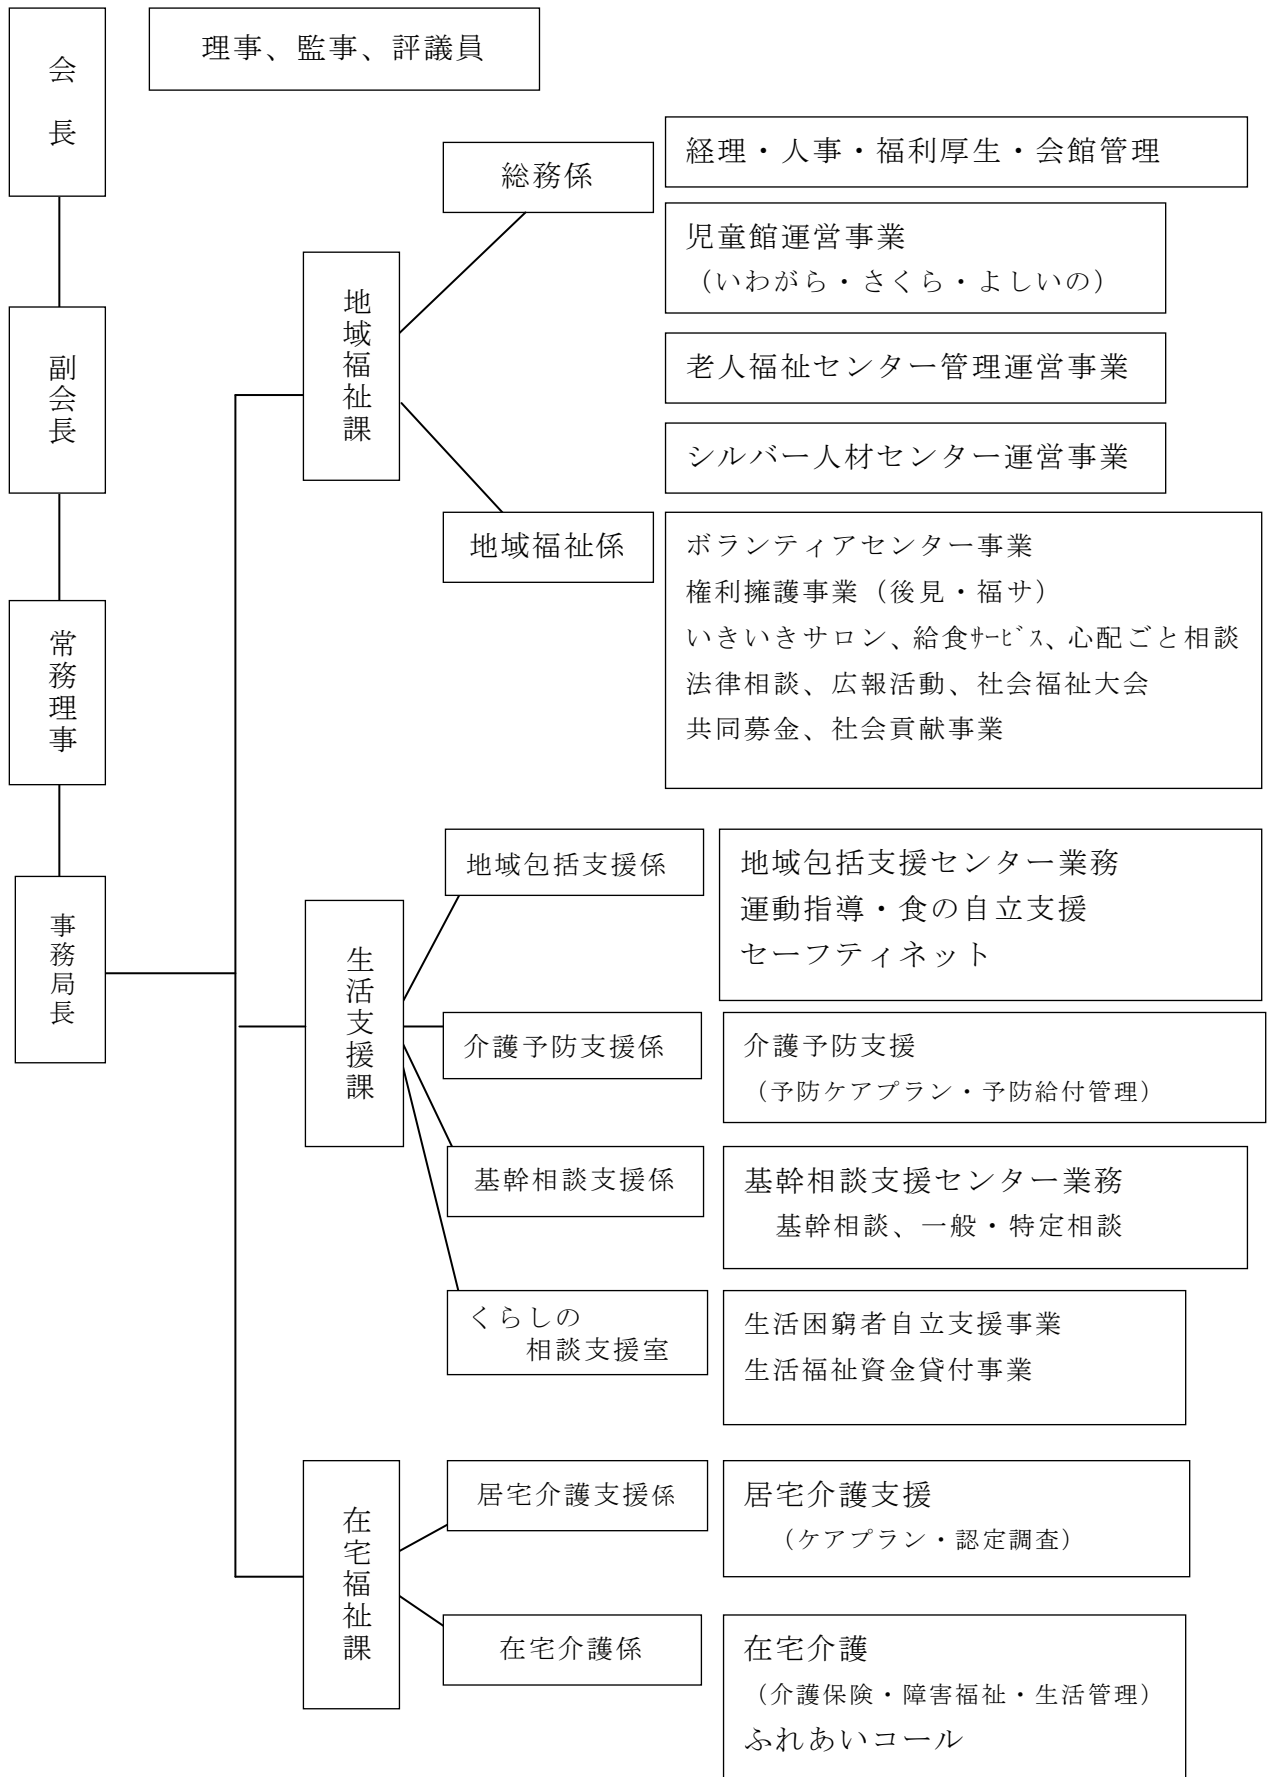 会長
理事、監事、評議員
副会長
常務理事
事務局長
地域福祉課
総務係
経理・人事・福利厚生・会館管理
児童館運営事業
（いわがら・さくら・よしいの）
老人福祉センター管理運営事業
シルバー人材センター運営事業
地域福祉係
ボランティアセンター事業
権利擁護事業（後見・福サ）
いきいきサロン、給食ｻｰﾋﾞｽ、心配ごと相談
法律相談、広報活動、社会福祉大会
共同募金、社会貢献事業
生活支援課
地域包括支援係
地域包括支援センター業務
運動指導・食の自立支援
セーフティネット
介護予防支援係
介護予防支援
（予防ケアプラン・予防給付管理）
基幹相談支援係
基幹相談支援センター業務
基幹相談、一般・特定相談
くらしの
相談支援室
生活困窮者自立支援事業
生活福祉資金貸付事業
在宅福祉課
居宅介護支援係
居宅介護支援
（ケアプラン・認定調査）
在宅介護係
在宅介護
（介護保険・障害福祉・生活管理）
ふれあいコール